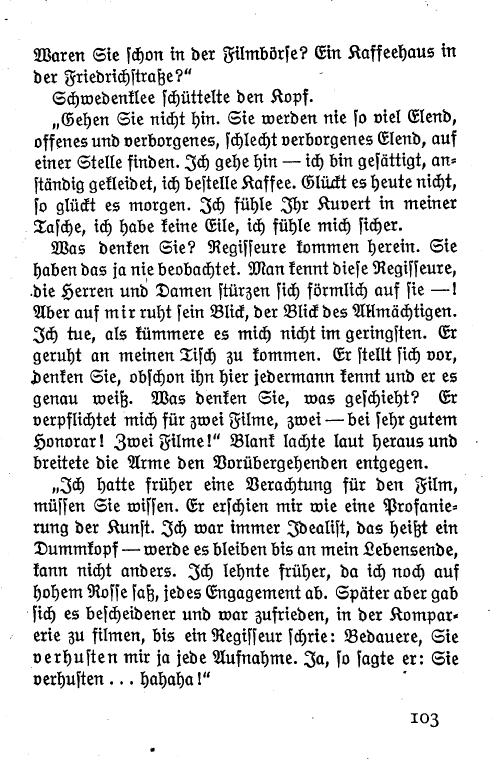 Waren Sie schon in der Filmbörse? Ein Kaffeehaus in
der Friedrichstraße?“
Schwedenklee schüttelte den Kopf.
„Gehen Sie nicht hin. Sie werden nie so viel Elend,
offenes und verborgenes, schlecht verborgenes Elend, auf
einer Stelle finden. Ich gehe hin — ich bin gesättigt, an-
ständig gekleidet, ich bestelle Kaffee. Glückt es heute nicht,
so glückt es morgen. Ich fühle Ihr Kuvert in meiner
Tasche, ich habe keine Eile, ich fühle mich sicher.
Was denken Sie? Regisseure kommen herein. Sie
haben das ja nie beobachtet. Man kennt diese Regisseure,
die Herren und Damen stürzen sich förmlich auf sie —!
Aber auf mir ruht sein Blick, der Blick des Allmächtigen.
Ich tue, als kümmere es mich nicht im geringsten. Er
geruht an meinen Tisch zu kommen. Er stellt sich vor,
denken Sie, obschon ihn hier jedermann kennt und er es
genau weiß. Was denken Sie, was geschieht? Er
verpflichtet mich für zwei Filme, zwei — bei sehr gutem
Honorar! Zwei Filme!“ Blank lachte laut heraus und
breitete die Arme den Vorübergehenden entgegen.
„Ich hatte früher eine Verachtung für den Film,
müssen Sie wissen. Er erschien mir wie eine Profanie-
rung der Kunst. Ich war immer Idealist, das heißt ein
Dummkopf — werde es bleiben bis an mein Lebensende,
kann nicht anders. Ich lehnte früher, da ich noch auf
hohem Rosse saß, jedes Engagement ab. Später aber gab
sich es bescheidener und war zufrieden, in der Kompar-
erie zu filmen, bis ein Regisseur schrie: Bedauere, Sie
verhusten mir ja jede Aufnahme. Ja, so sagte er: Sie
verhusten ... hahaha!“
103